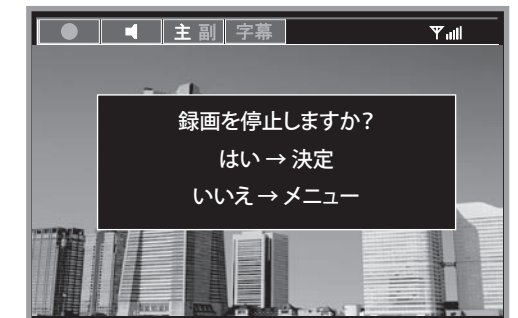 主 副 字幕
録画を停止しますか?
はい → 決定
いいえ → メニュー